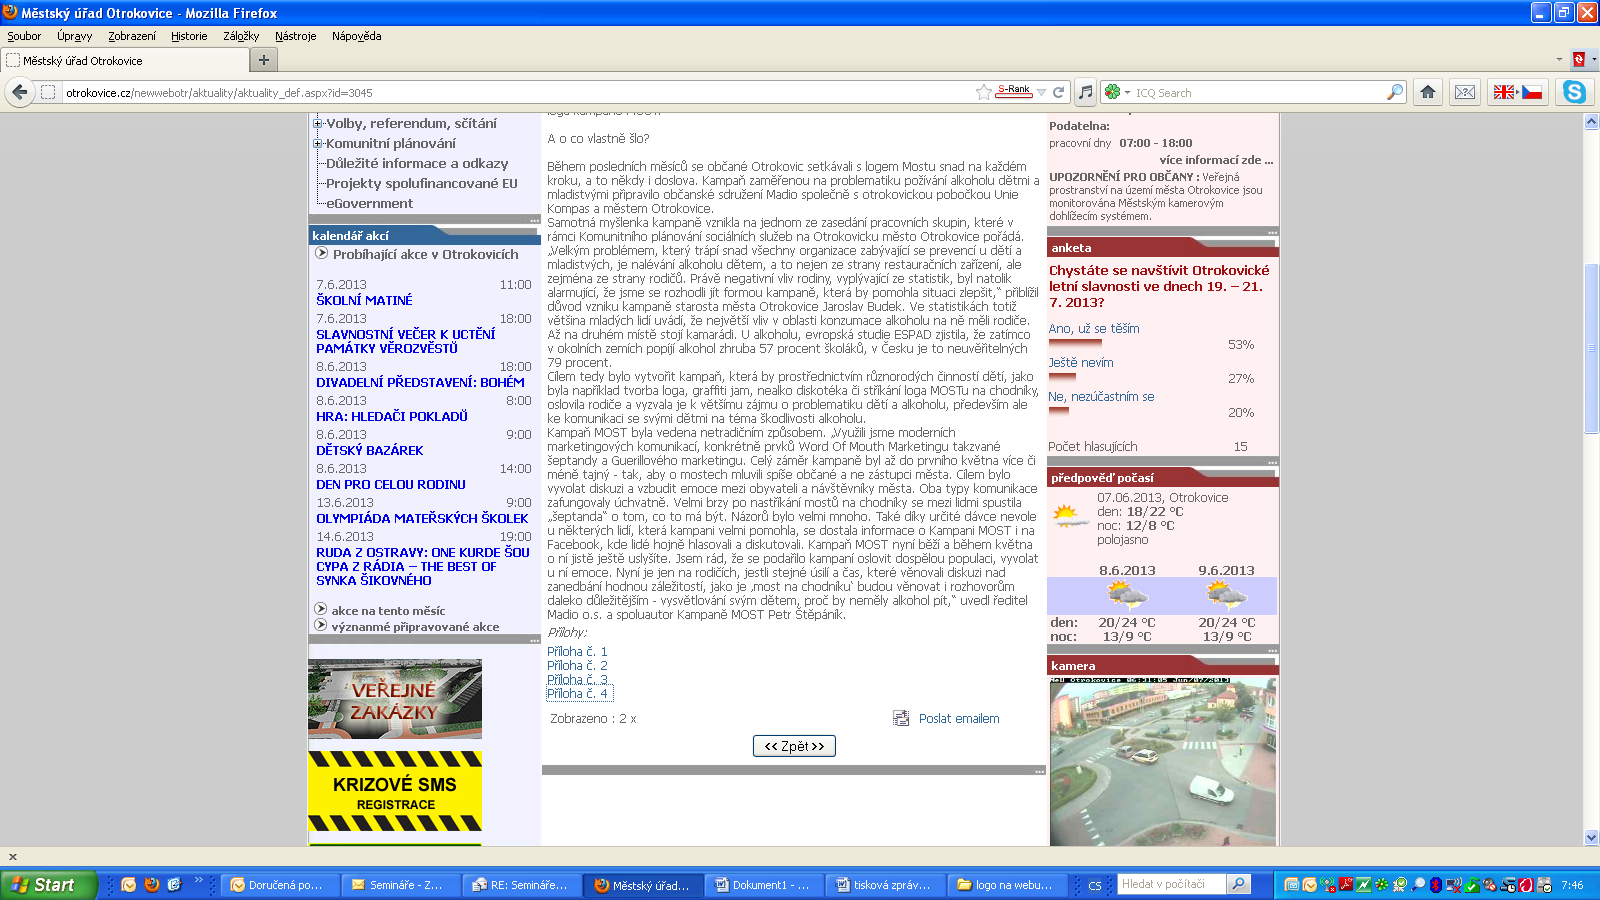 Městský úřad Otrokovice - Mozilla Firefox
Soubor Úpravy Zobrazení Historie Záložky Nástroje Nápověda
Městský úřad Otrokovice
otrokovice.cz/newwebotr/aktuality/aktuality_def.aspx?id=3045
S-Rank
ICQ Search
Volby, referendum, sčítání
Komunitní plánování
Důležité informace a odkazy
Projekty spolufinancované EU
eGovernment
kalendář akcí
Probíhající akce v Otrokovicích
7.6.2013 11:00
ŠKOLNÍ MATINÉ
7.6.2013 18:00
SLAVNOSTNÍ VEČER K UCTĚNÍ
PAMÁTKY VĚROZVĚSTŮ
8.6.2013 18:00
DIVADELNÍ PŘEDSTAVENÍ: BOHÉM
8.6.2013 8:00
HRA: HLEDAČI POKLADŮ
8.6.2013 9:00
DĚTSKÝ BAZÁREK
8.6.2013 14:00
DEN PRO CELOU RODINU
13.6.2013 9:00
OLYMPIÁDA MATEŘSKÝCH ŠKOLEK
14.6.2013 19:00
RUDA Z OSTRAVY: ONE KURDE ŠOU
CYPA Z RÁDIA – THE BEST OF
SYNKA ŠIKOVNÉHO
akce na tento měsíc
významné připravované akce
VEŘEJNÉ
ZAKÁZKY
KRIZOVÉ SMS
REGISTRACE
loga kampaně MOST.
A o co vlastně šlo?
Během posledních měsíců se občané Otrokovic setkávali s logem Mostu snad na každém
kroku, a to někdy i doslova. Kampaň zaměřenou na problematiku požívání alkoholu dětmi a
mladistvými připravilo občanské sdružení Madio společně s otrokovickou pobočkou Unie
Kompas a městem Otrokovice.
Samotná myšlenka kampaně vznikla na jednom ze zasedání pracovních skupin, které v
rámci Komunitního plánování sociálních služeb na Otrokovicku město Otrokovice pořádá.
„Velkým problémem, který trápí snad všechny organizace zabývající se prevencí u dětí a
mladistvých, je nalévání alkoholu dětem, a to nejen ze strany restauračních zařízení, ale
zejména ze strany rodičů. Právě negativní vliv rodiny, vyplývající ze statistik, byl natolik
alarmující, že jsme se rozhodli jít formou kampaně, která by pomohla situaci zlepšit,“ přiblížil
důvod vzniku kampaně starosta města Otrokovice Jaroslav Budek. Ve statistikách totiž
většina mladých lidí uvádí, že největší vliv v oblasti konzumace alkoholu na ně měli rodiče.
Až na druhém místě stojí kamarádi. U alkoholu, evropská studie ESPAD zjistila, že zatímco
v okolních zemích popíjí alkohol zhruba 57 procent školáků, v Česku je to neuvěřitelných
79 procent.
Cílem tedy bylo vytvořit kampaň, která by prostřednictvím různorodých činností dětí, jako
byla například tvorba loga, graffiti jam, nealko diskotéka či stříkání loga MOSTu na chodníky,
oslovila rodiče a vyzvala je k většímu zájmu o problematiku dětí a alkoholu, především ale
ke komunikaci se svými dětmi na téma škodlivosti alkoholu.
Kampaň MOST byla vedena netradičním způsobem. „Využili jsme moderních
marketingových komunikací, konkrétně prvků Word Of Mouth Marketingu takzvané
šeptandy a Guerillového marketingu. Celý záměr kampaně byl až do prvního května více či
méně tajný - tak, aby o mostech mluvili spíše občané a ne zástupci města. Cílem bylo
vyvolat diskuzi a vzbudit emoce mezi obyvateli a návštěvníky města. Oba typy komunikace
zafungovaly úchvatně. Velmi brzy po nastříkání mostů na chodníky se mezi lidmi spustila
„šeptanda“ o tom, co to má být. Názorů bylo velmi mnoho. Také díky určité dávce nevole
u některých lidí, která kampani velmi pomohla, se dostala informace o Kampani MOST i na
Facebook, kde lidé hojně hlasovali a diskutovali. Kampaň MOST nyní běží a během května
o ní jistě ještě uslyšíte. Jsem rád, že se podařilo kampaní oslovit dospělou populaci, vyvolat
u ní emoce. Nyní je jen na rodičích, jestli stejné úsilí a čas, které věnovali diskuzi nad
zanedbání hodnou záležitostí, jako je ‚most na chodníku‘ budou věnovat i rozhovorům
daleko důležitějším - vysvětlování svým dětem, proč by neměly alkohol pít,“ uvedl ředitel
Madio o.s. a spoluautor Kampaně MOST Petr Štěpáník.
Přílohy:
Příloha č. 1
Příloha č. 2
Příloha č. 3
Příloha č. 4
Zobrazeno : 2 x Poslat emailem
<< Zpět >>
Podatelna:
pracovní dny 07:00 - 18:00
více informací zde ...
UPOZORNĚNÍ PRO OBČANY : Veřejná
prostranství na území města Otrokovice jsou
monitorována Městským kamerovým
dohlížecím systémem.
anketa
Chystáte se navštívit Otrokovické
letní slavnosti ve dnech 19. – 21.
7. 2013?
Ano, už se těším
53%
Ještě nevím
27%
Ne, nezúčastním se
20%
Počet hlasujících 15
předpověď počasí
07.06.2013, Otrokovice
den: 18/22 °C
noc: 12/8 °C
polojasno
8.6.2013 9.6.2013
den: 20/24 °C 20/24 °C
noc: 13/9 °C 13/9 °C
kamera
MeU Otrokovice 06:31:05 Jun/07/2013
x
Start
Doručená po...
Semináře - Z...
RE: Semináře...
Městský úřad...
Dokument1 - ...
tisková zpráv...
logo na webu...
CS
Hledat v počítači
7:46